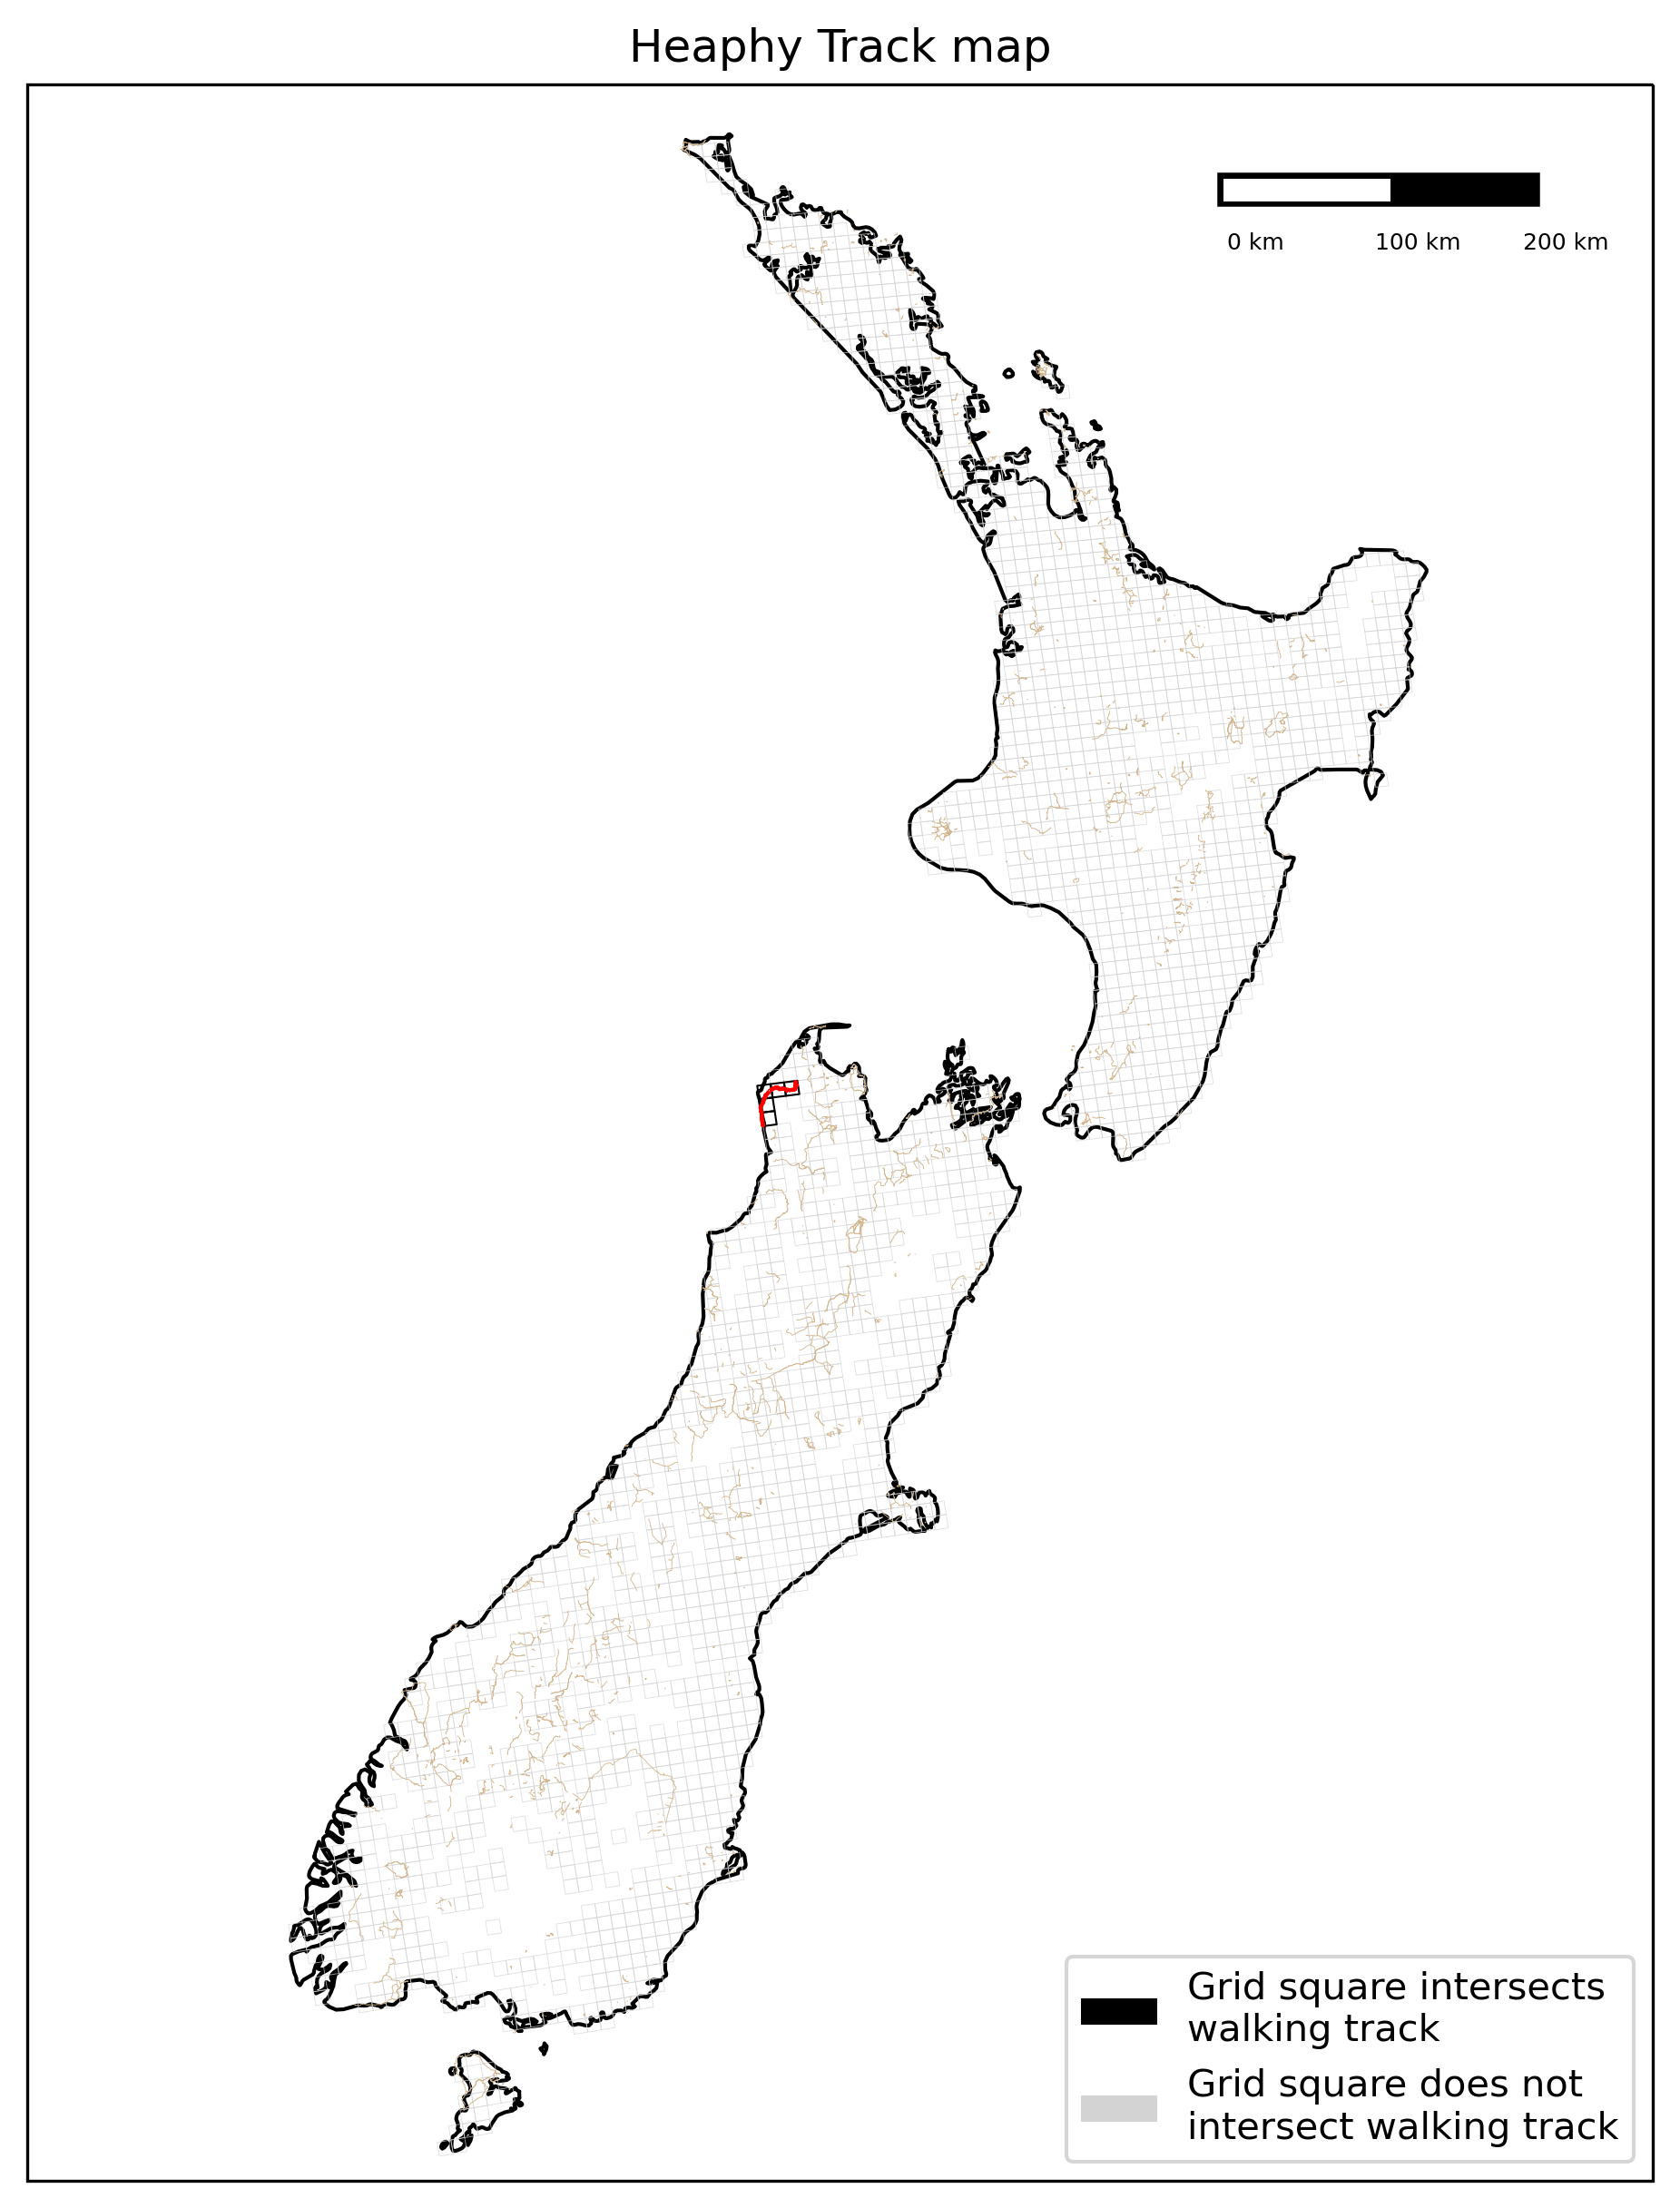 Heaphy Track map
0 km 100 km 200 km
Grid square intersects
walking track
Grid square does not
intersect walking track